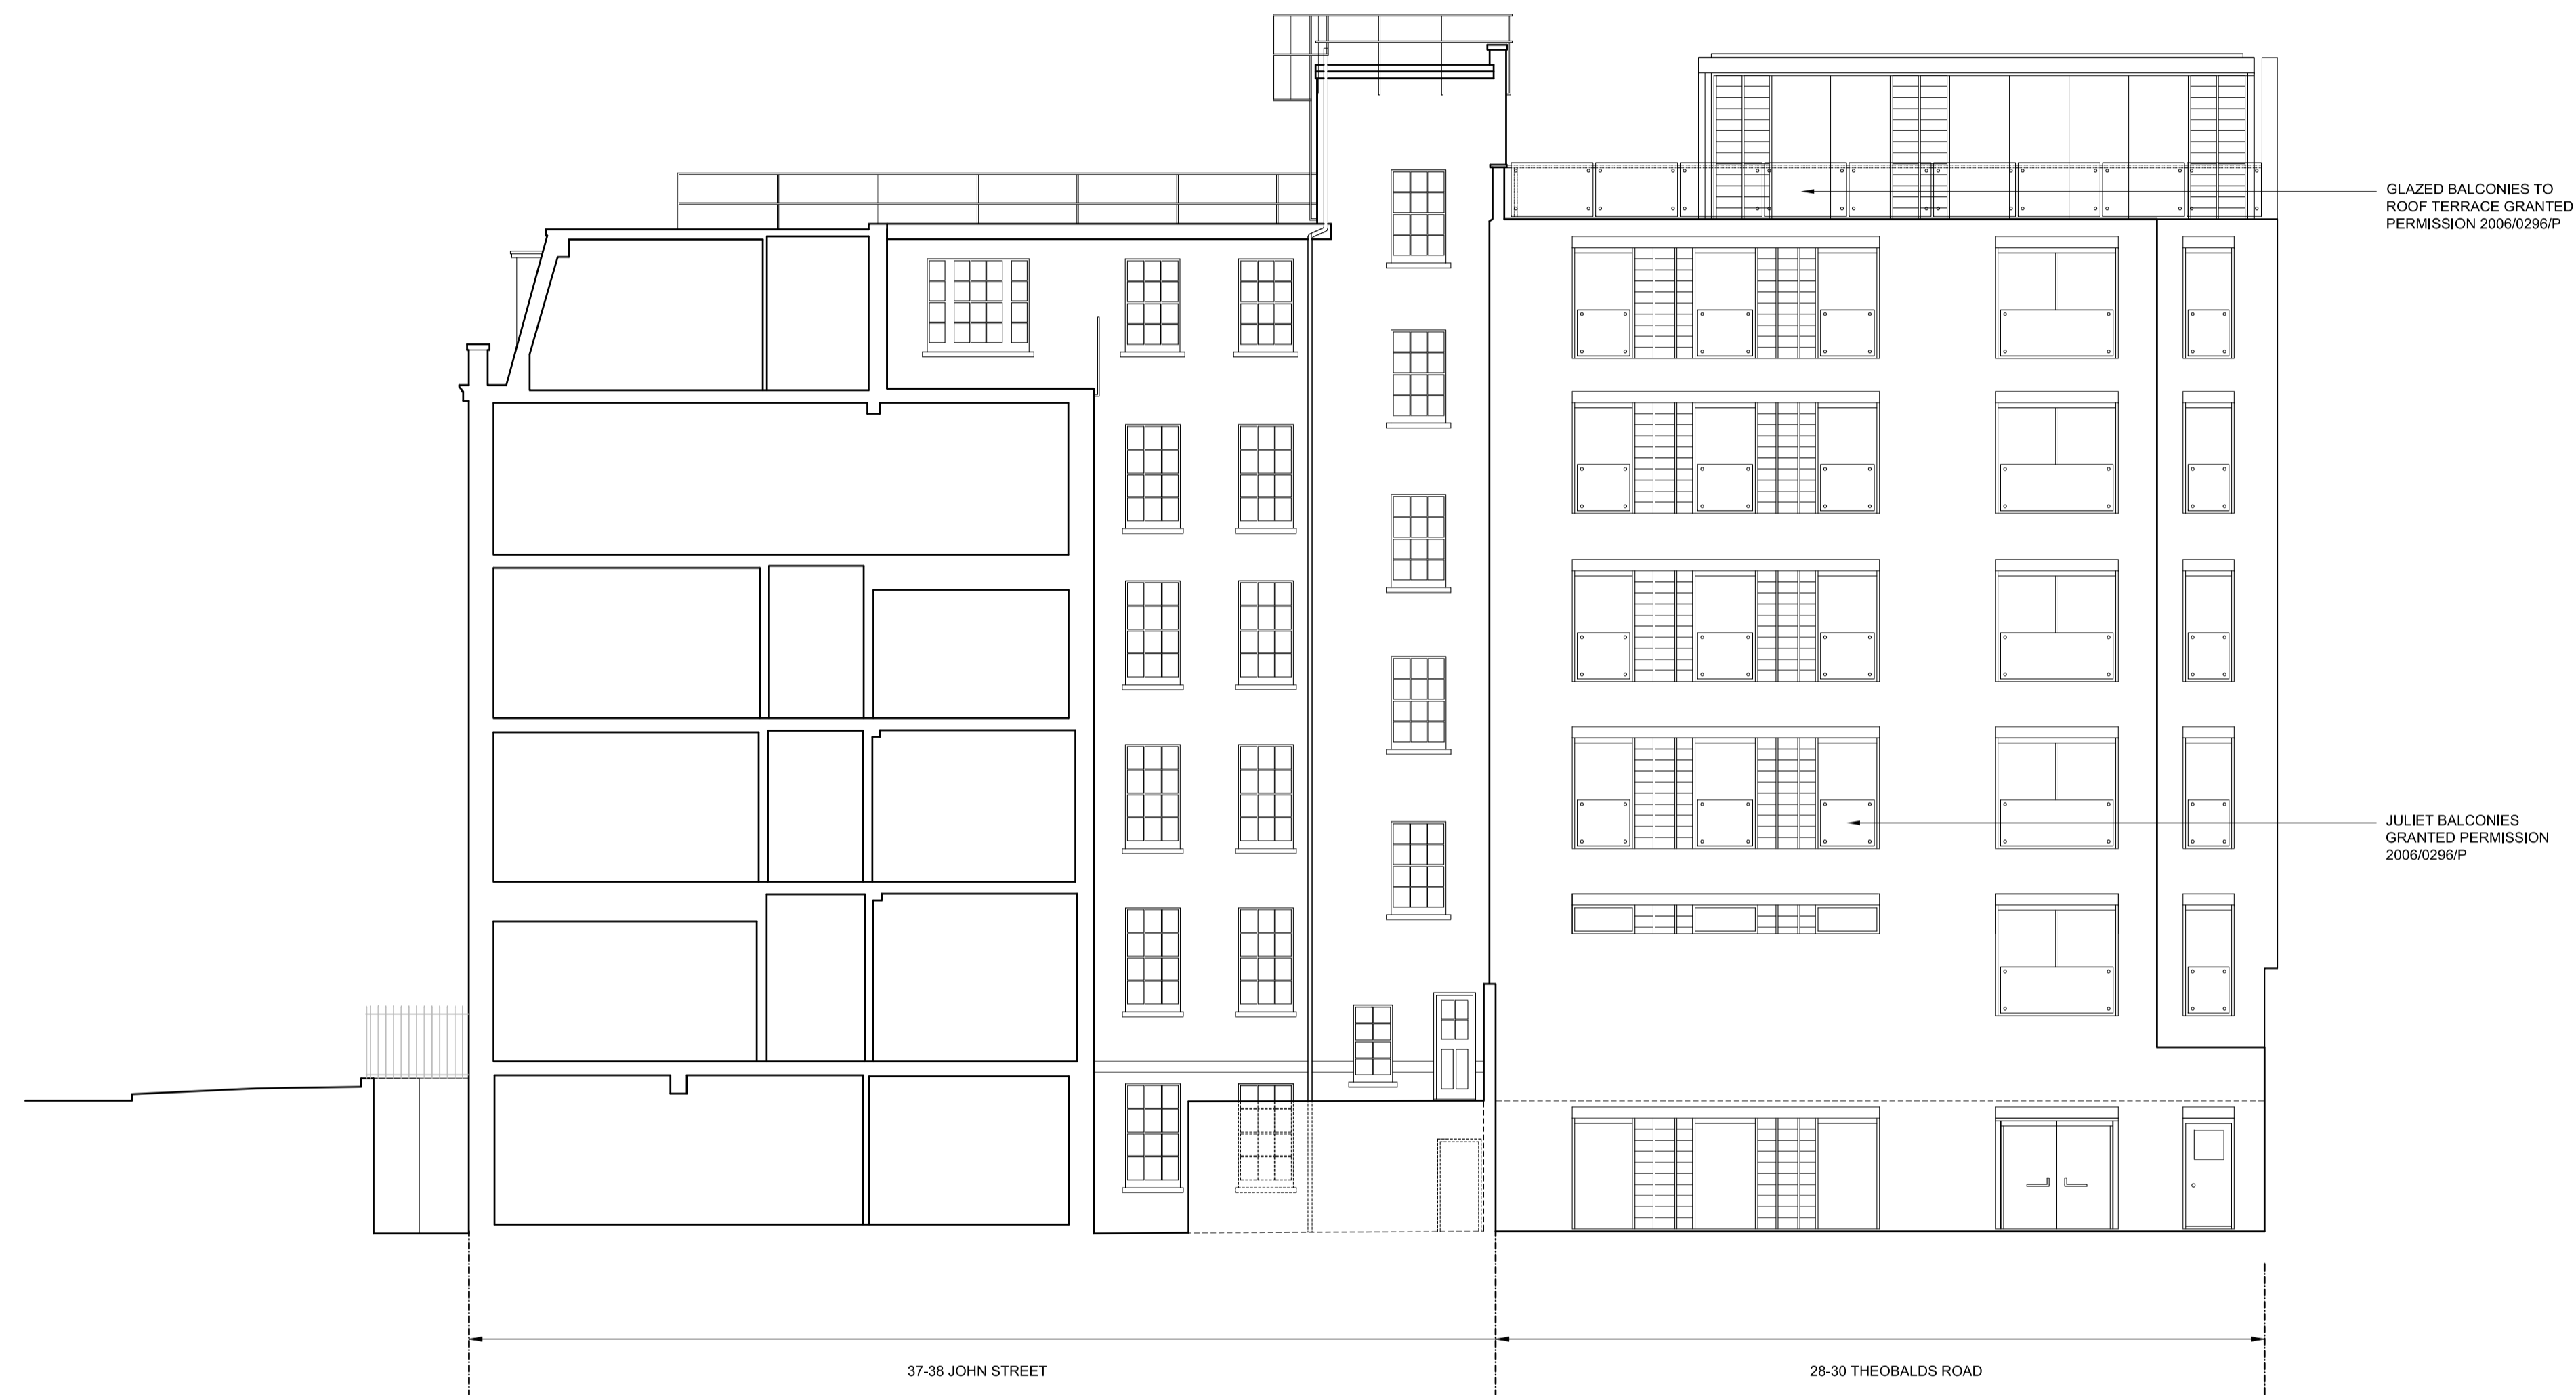 GLAZED BALCONIES TO
ROOF TERRACE GRANTED
PERMISSION 2006/0296/P
JULIET BALCONIES
GRANTED PERMISSION
2006/0296/P
37-38 JOHN STREET
28-30 THEOBALDS ROAD